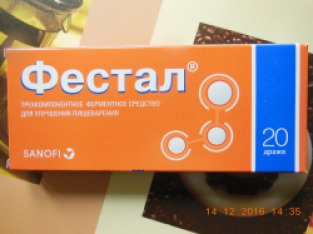 Фестал®
ТРЕХКОМПОНЕНТНОЕ ФЕРМЕНТНОЕ СРЕДСТВО
ДЛЯ УЛУЧШЕНИЯ ПИЩЕВАРЕНИЯ
20
драже
SANOFI
14.12.2016 14:35